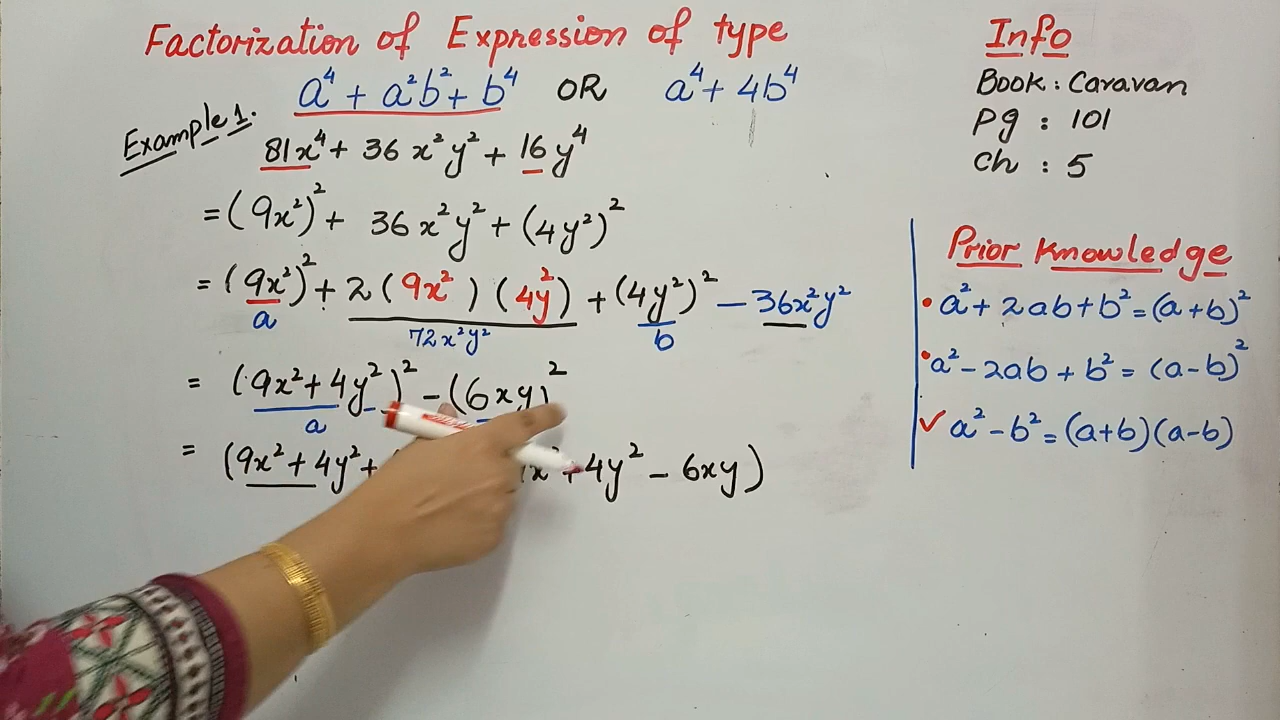 Factorization of Expression of type
a⁴ + a²b² + b⁴ OR a⁴ + 4b⁴
Example 1.
81x⁴ + 36x²y² + 16y⁴
= (9x²)² + 36x²y² + (4y²)²
= (9x²)² + 2(9x²)(4y²) + (4y²)² - 36x²y²
a 72x²y² b
= (9x² + 4y²)² - (6xy)²
a
= (9x² + 4y² + x² + 4y² - 6xy)
Info
Book : Caravan
Pg : 101
Ch : 5
Prior Knowledge
• a² + 2ab + b² = (a+b)²
• a² - 2ab + b² = (a-b)²
✓ a² - b² = (a+b)(a-b)